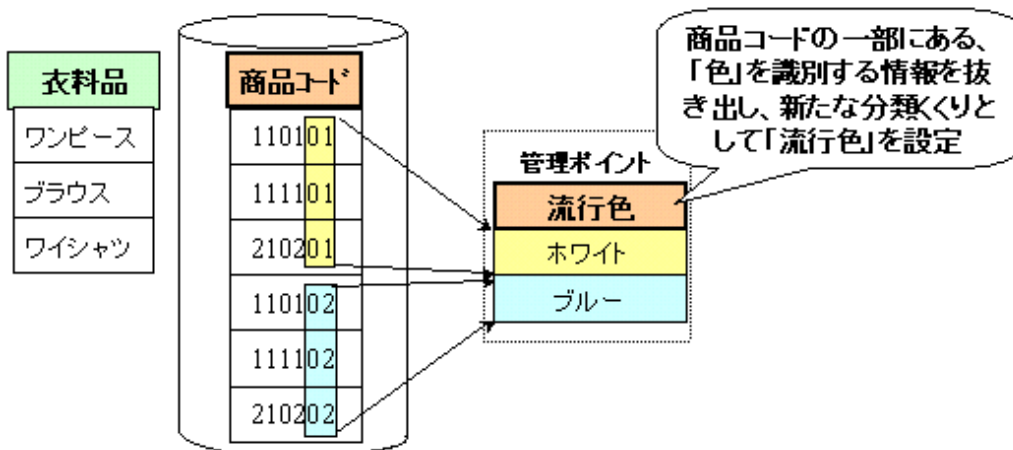 衣料品
ワンピース
ブラウス
ワイシャツ
商品コード
110101
111101
210201
110102
111102
210202
管理ポイント
流行色
ホワイト
ブルー
商品コードの一部にある、
「色」を識別する情報を抜
き出し、新たな分類くくりと
して「流行色」を設定